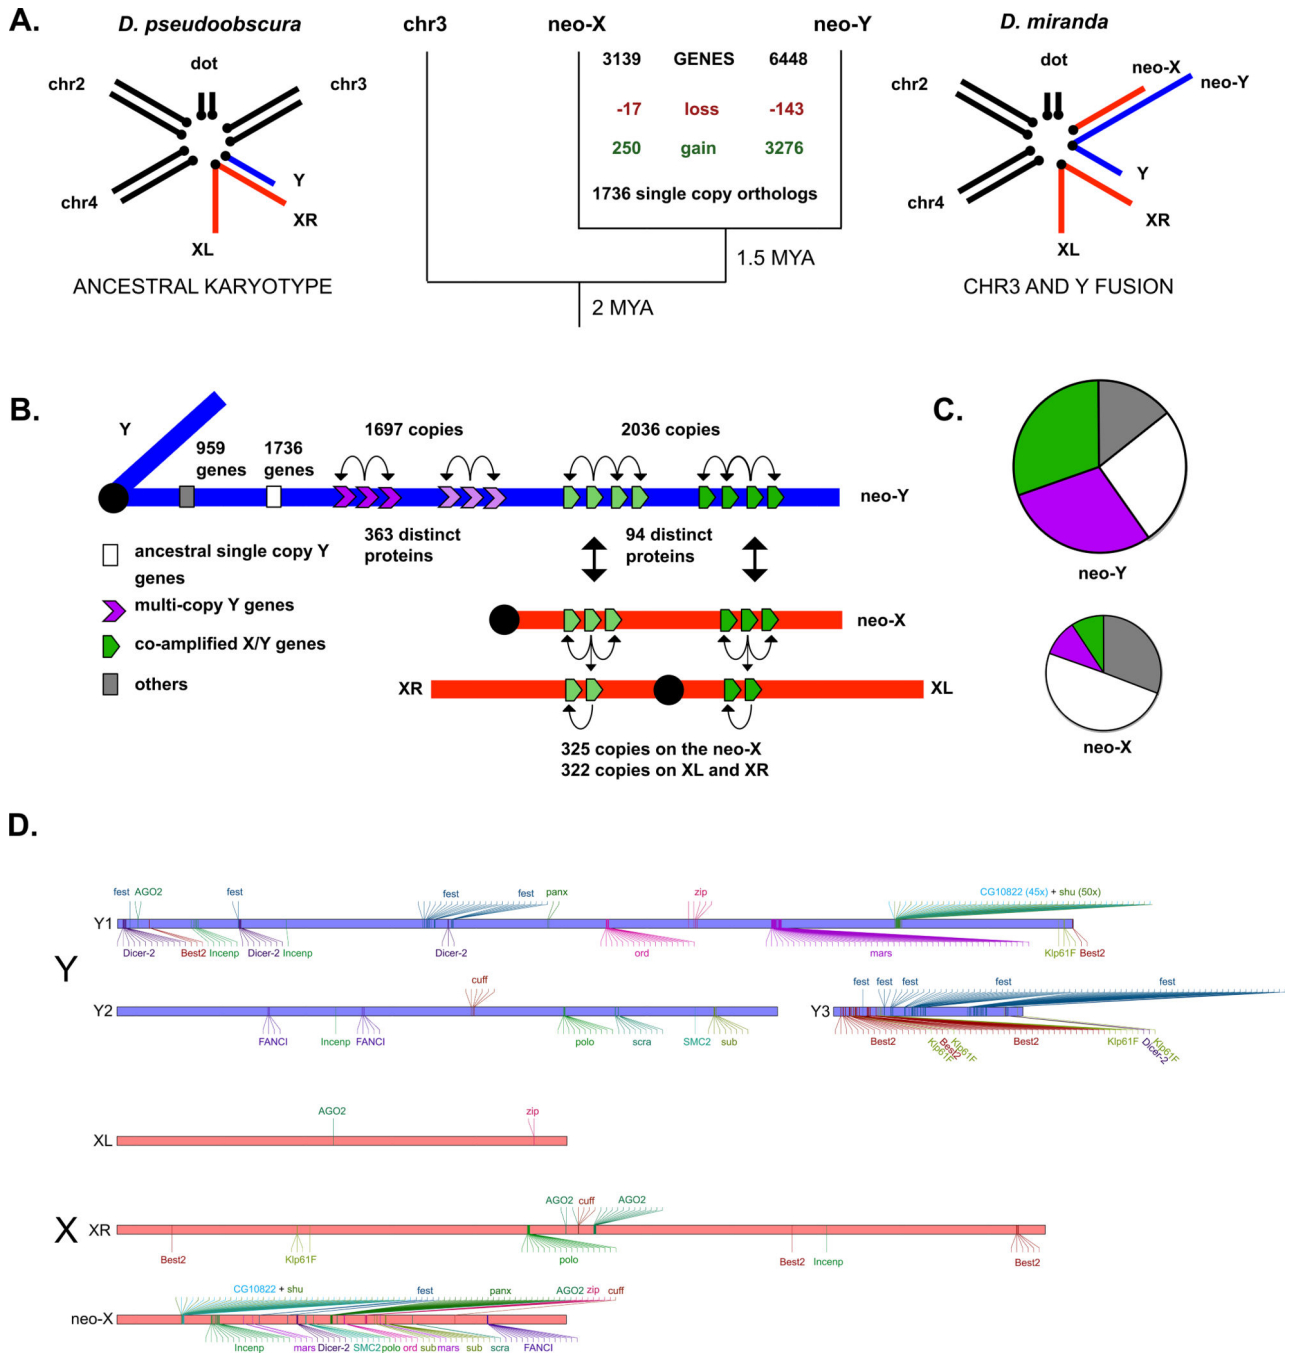 A.
D. pseudoobscura
dot
chr2
chr3
chr4
Y
XR
XL
ANCESTRAL KARYOTYPE
chr3
neo-X
neo-Y
3139 GENES 6448
-17 loss -143
250 gain 3276
1736 single copy orthologs
1.5 MYA
2 MYA
D. miranda
dot
neo-X
neo-Y
chr2
chr4
Y
XR
XL
CHR3 AND Y FUSION
B.
Y
959
genes
1736
genes
1697 copies
2036 copies
neo-Y
363 distinct
proteins
94 distinct
proteins
ancestral single copy Y
genes
multi-copy Y genes
co-amplified X/Y genes
others
neo-X
XR
XL
325 copies on the neo-X
322 copies on XL and XR
C.
neo-Y
neo-X
D.
Y
fest AGO2 fest fest fest panx zip CG10822 (45x) + shu (50x)
Y1
Dicer-2 Best2 Incenp Dicer-2 Incenp Dicer-2 ord mars Klp61F Best2
cuff
Y2
FANCI Incenp FANCI polo scra SMC2 sub
fest fest fest fest fest
Y3
Best2 Klp61F Best2 Klp61F Best2 Klp61F Dicer-2 Klp61F
X
AGO2 zip
XL
AGO2 cuff AGO2
XR
Best2 Klp61F polo Best2 Incenp Best2
CG10822 + shu fest panx AGO2 zip cuff
neo-X
Incenp mars Dicer-2 SMC2 polo ord sub mars sub scra FANCI